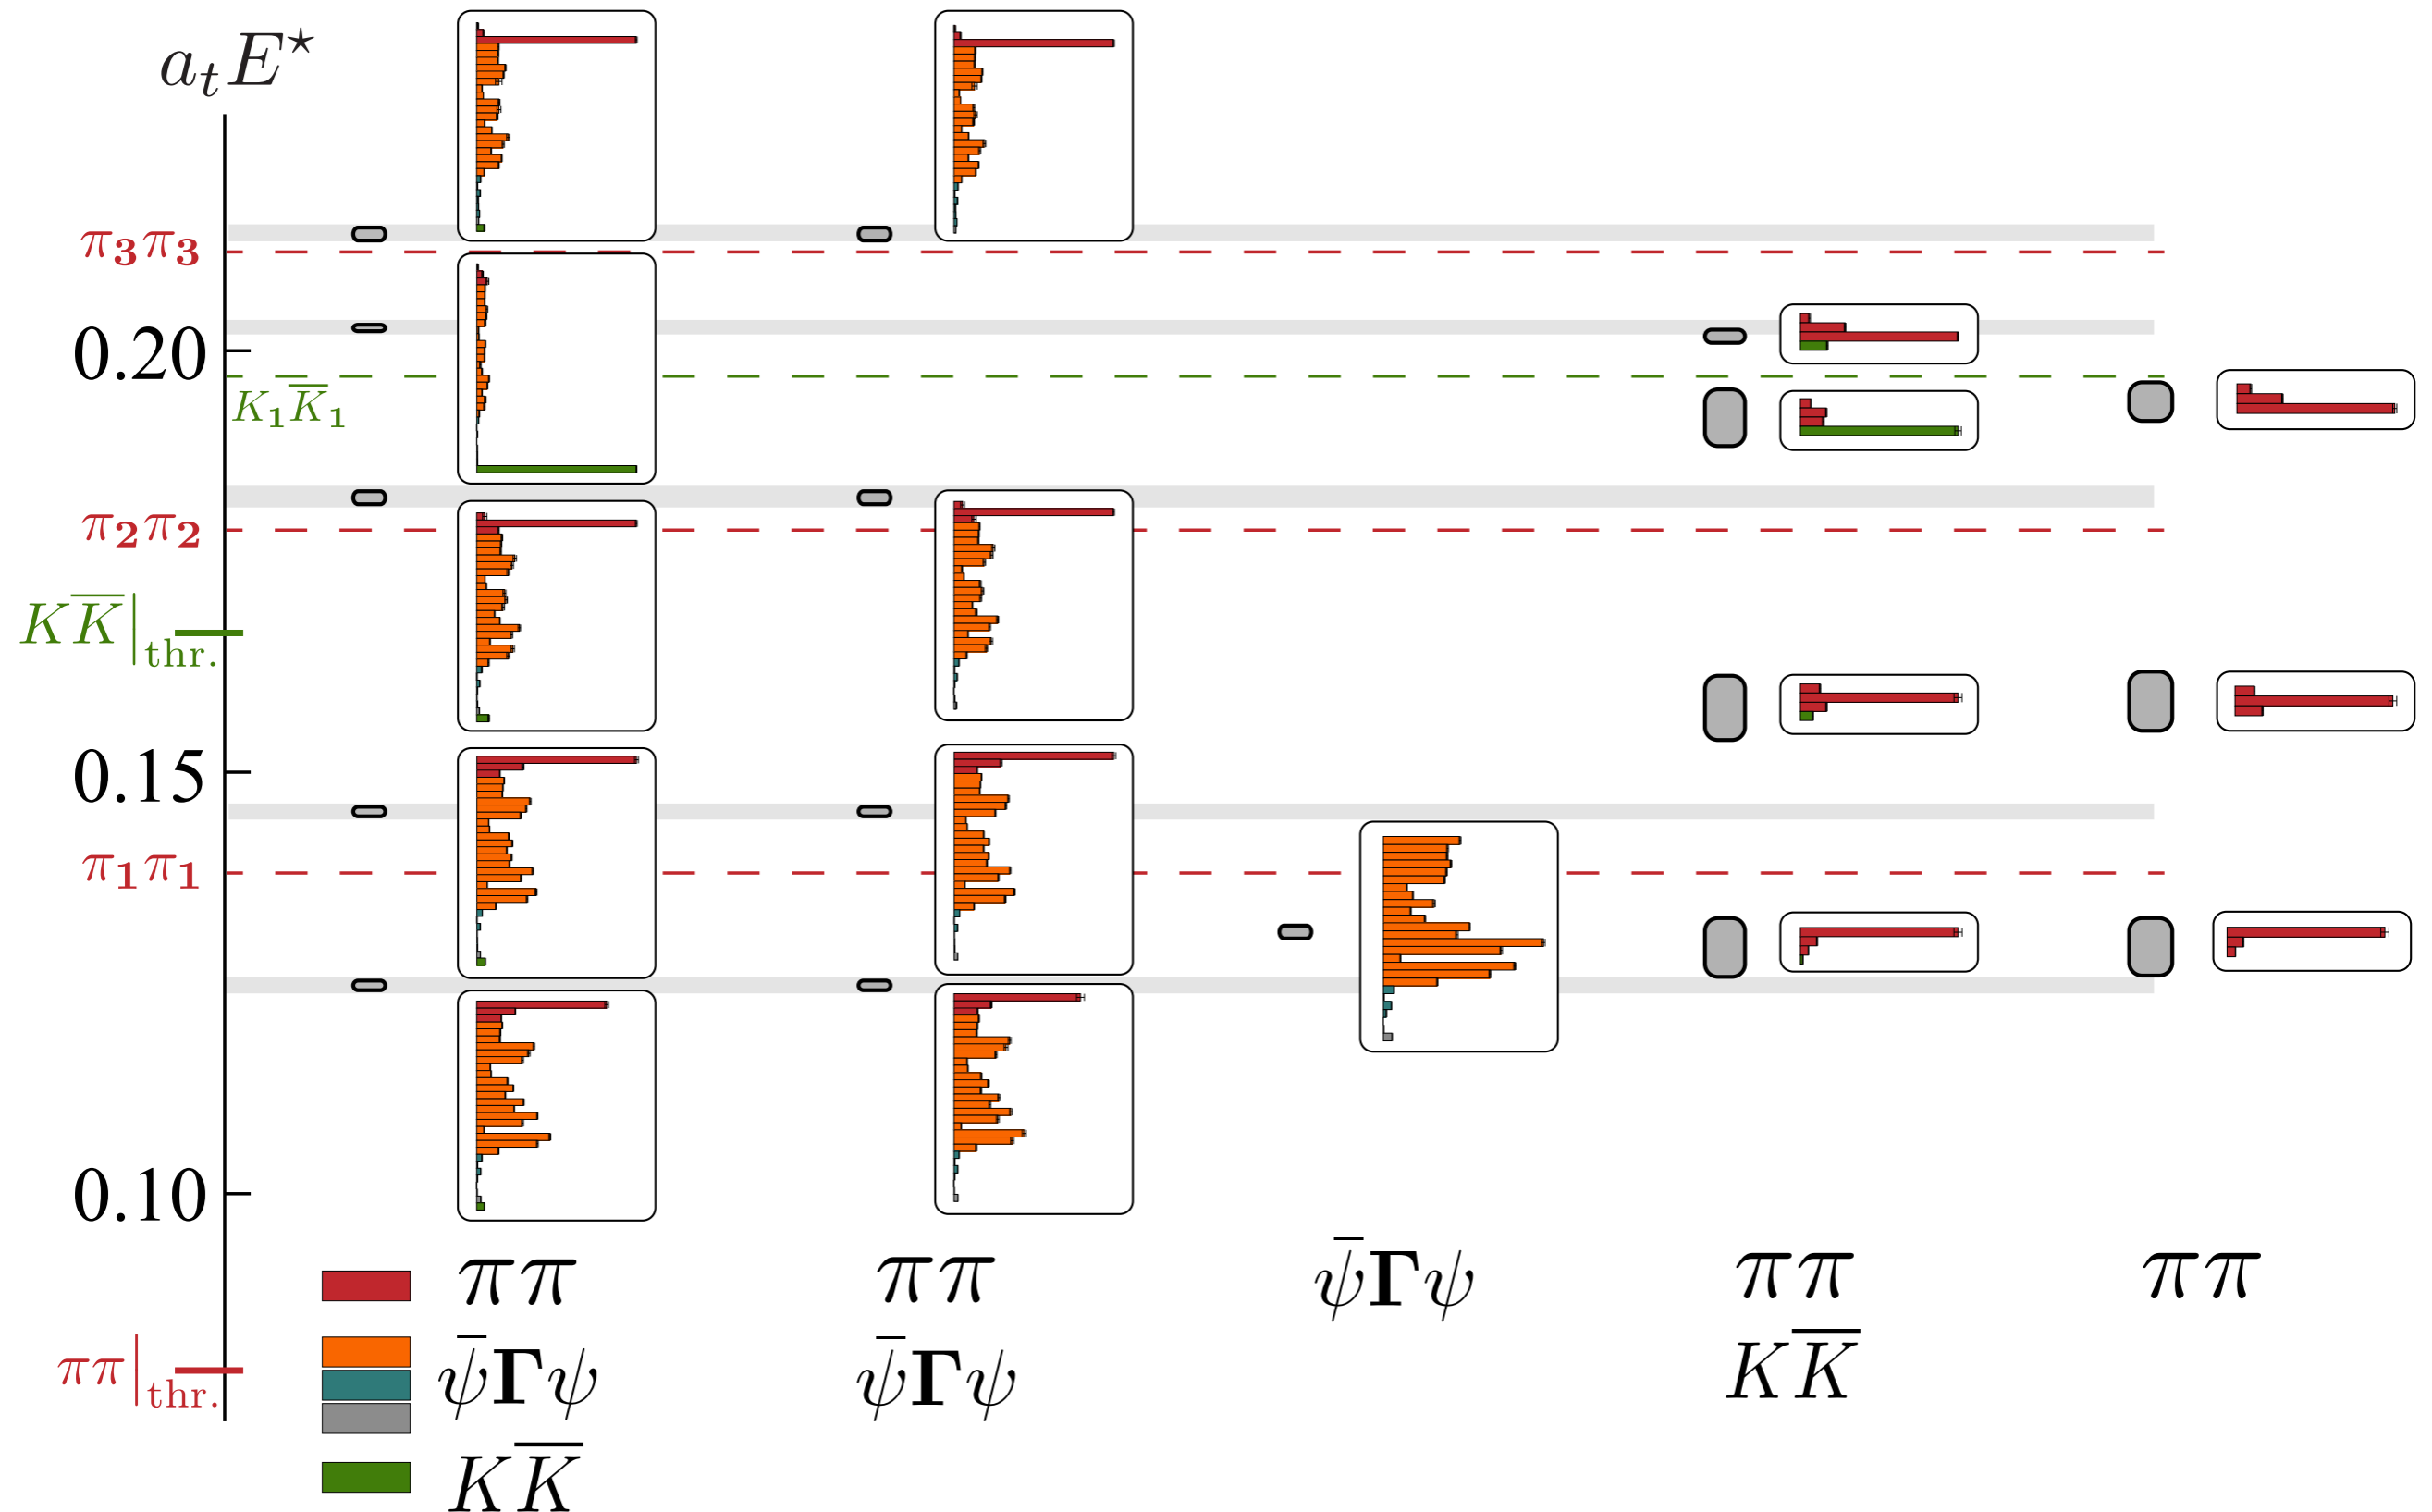 a_t E^⋆
π₃π₃
0.20
K₁K̅₁
π₂π₂
KK̅|thr.
0.15
π₁π₁
0.10
ππ|thr.
ππ ππ ψ̄Γψ ππ ππ
ψ̄Γψ ψ̄Γψ KK̅
KK̅